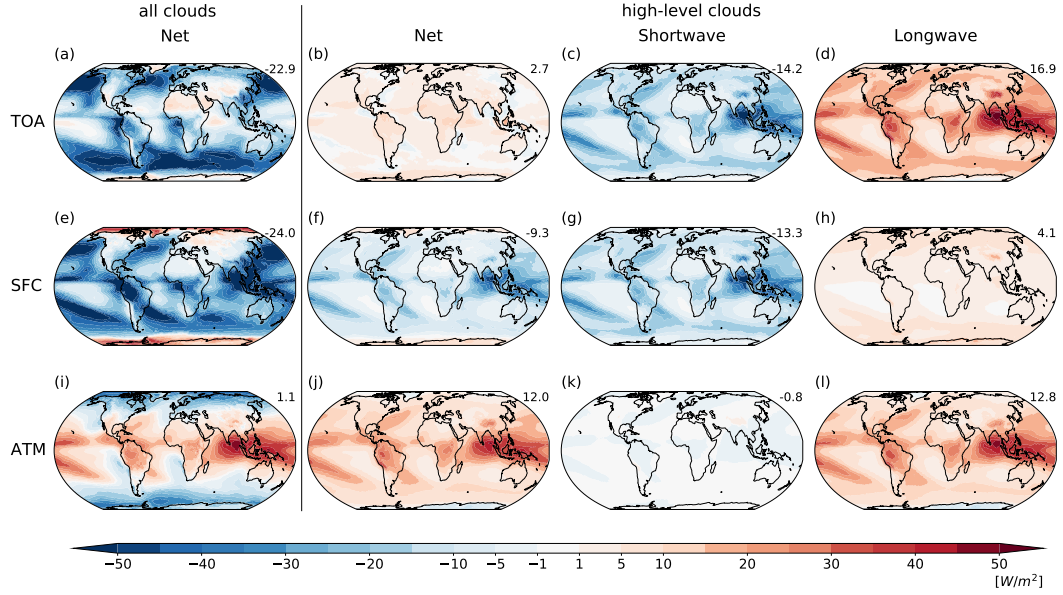 all clouds
high-level clouds
Net
Net
Shortwave
Longwave
(a)
-22.9
(b)
2.7
(c)
-14.2
(d)
16.9
TOA
(e)
-24.0
(f)
-9.3
(g)
-13.3
(h)
4.1
SFC
(i)
1.1
(j)
12.0
(k)
-0.8
(l)
12.8
ATM
−50 −40 −30 −20 −10 −5 −1 1 5 10 20 30 40 50
[W/m²]